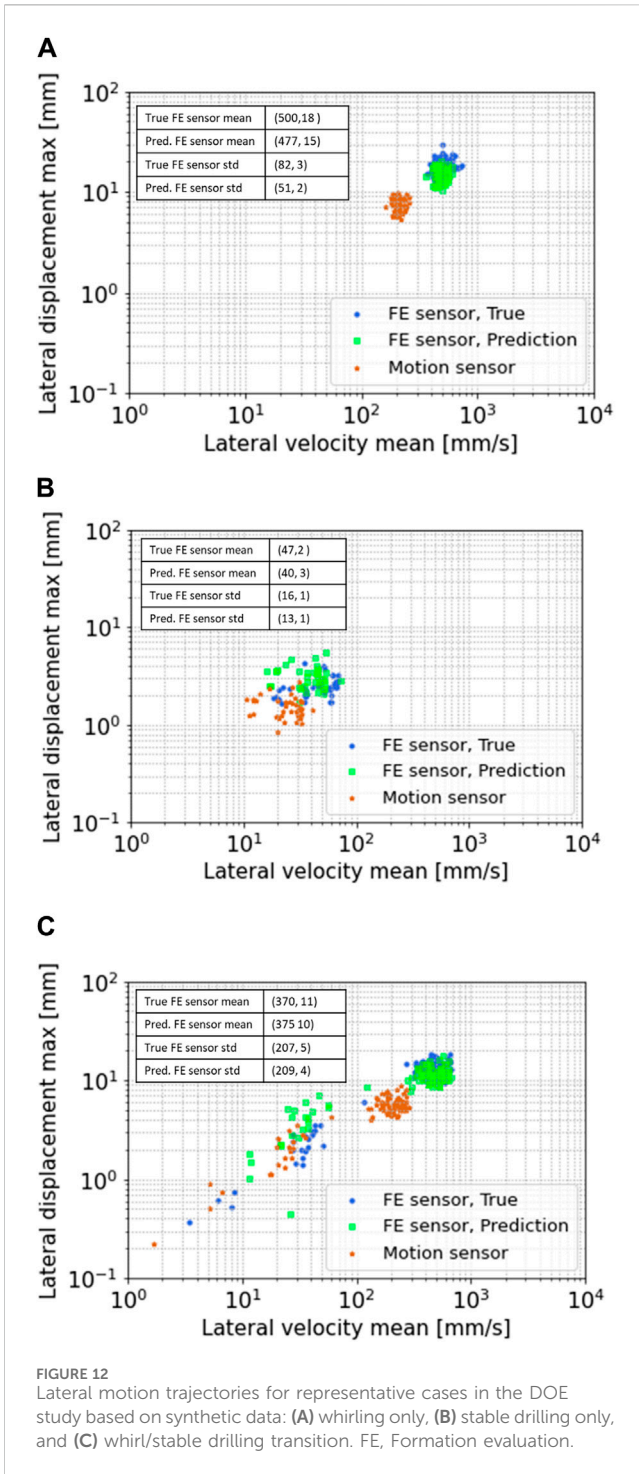 A
Lateral displacement max [mm]
10²
10¹
10⁰
10⁻¹
True FE sensor mean (500,18 )
Pred. FE sensor mean (477, 15)
True FE sensor std (82, 3)
Pred. FE sensor std (51, 2)
FE sensor, True
FE sensor, Prediction
Motion sensor
10⁰ 10¹ 10² 10³ 10⁴
Lateral velocity mean [mm/s]
B
Lateral displacement max [mm]
10²
10¹
10⁰
10⁻¹
True FE sensor mean (47,2 )
Pred. FE sensor mean (40, 3)
True FE sensor std (16, 1)
Pred. FE sensor std (13, 1)
FE sensor, True
FE sensor, Prediction
Motion sensor
10⁰ 10¹ 10² 10³ 10⁴
Lateral velocity mean [mm/s]
C
Lateral displacement max [mm]
10²
10¹
10⁰
10⁻¹
True FE sensor mean (370, 11)
Pred. FE sensor mean (375 10)
True FE sensor std (207, 5)
Pred. FE sensor std (209, 4)
FE sensor, True
FE sensor, Prediction
Motion sensor
10⁰ 10¹ 10² 10³ 10⁴
Lateral velocity mean [mm/s]
FIGURE 12
Lateral motion trajectories for representative cases in the DOE
study based on synthetic data: (A) whirling only, (B) stable drilling only,
and (C) whirl/stable drilling transition. FE, Formation evaluation.